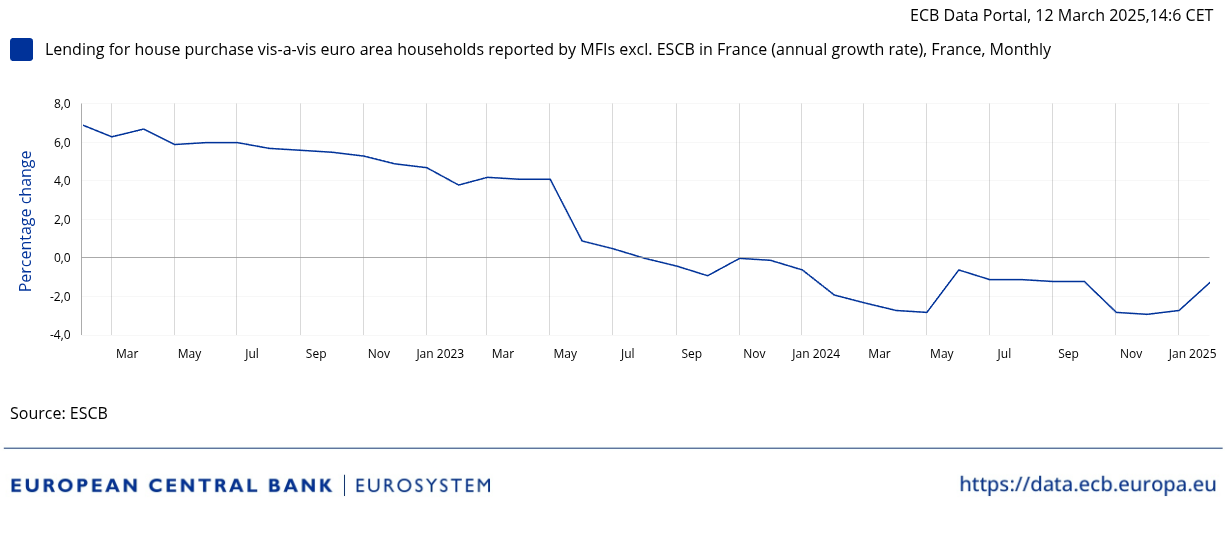 ECB Data Portal, 12 March 2025,14:6 CET
Lending for house purchase vis-a-vis euro area households reported by MFIs excl. ESCB in France (annual growth rate), France, Monthly
Percentage change
8,0
6,0
4,0
2,0
0,0
-2,0
-4,0
Mar May Jul Sep Nov Jan 2023 Mar May Jul Sep Nov Jan 2024 Mar May Jul Sep Nov Jan 2025
Source: ESCB
EUROPEAN CENTRAL BANK | EUROSYSTEM
https://data.ecb.europa.eu